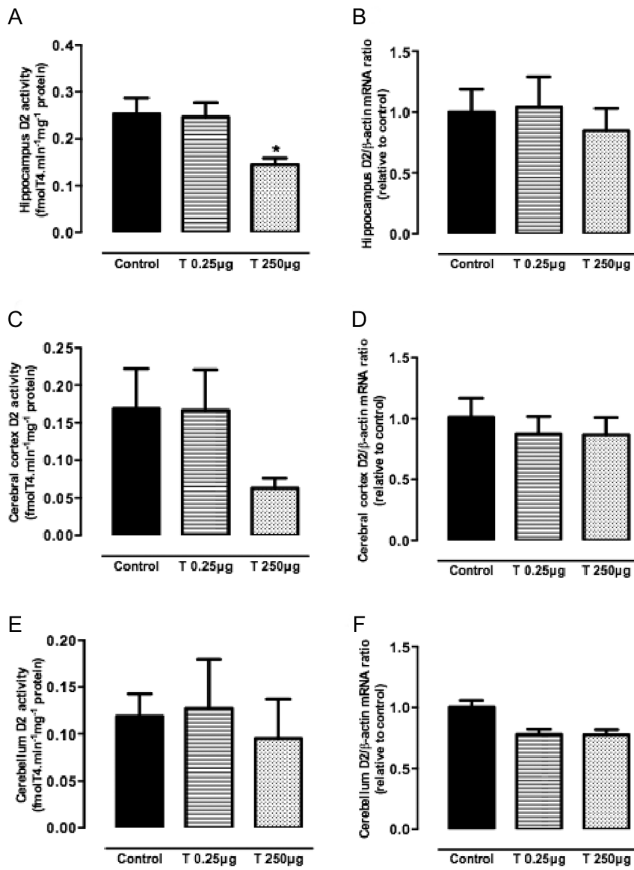 A
Hippocampus D2 activity
(fmolT4.min-1mg-1 protein)
0.4
0.3
0.2
0.1
0.0
*
Control T 0.25µg T 250µg
B
Hippocampus D2/β-actin mRNA ratio
(relative to control)
1.5
1.0
0.5
0.0
Control T 0.25µg T 250µg
C
Cerebral cortex D2 activity
(fmolT4.min-1mg-1 protein)
0.25
0.20
0.15
0.10
0.05
0.00
Control T 0.25µg T 250µg
D
Cerebral cortex D2/β-actin mRNA ratio
(relative to control)
1.5
1.0
0.5
0.0
Control T 0.25µg T 250µg
E
Cerebellum D2 activity
(fmolT4.min-1mg-1 protein)
0.20
0.15
0.10
0.05
0.00
Control T 0.25µg T 250µg
F
Cerebellum D2/β-actin mRNA ratio
(relative to control)
1.5
1.0
0.5
0.0
Control T 0.25µg T 250µg